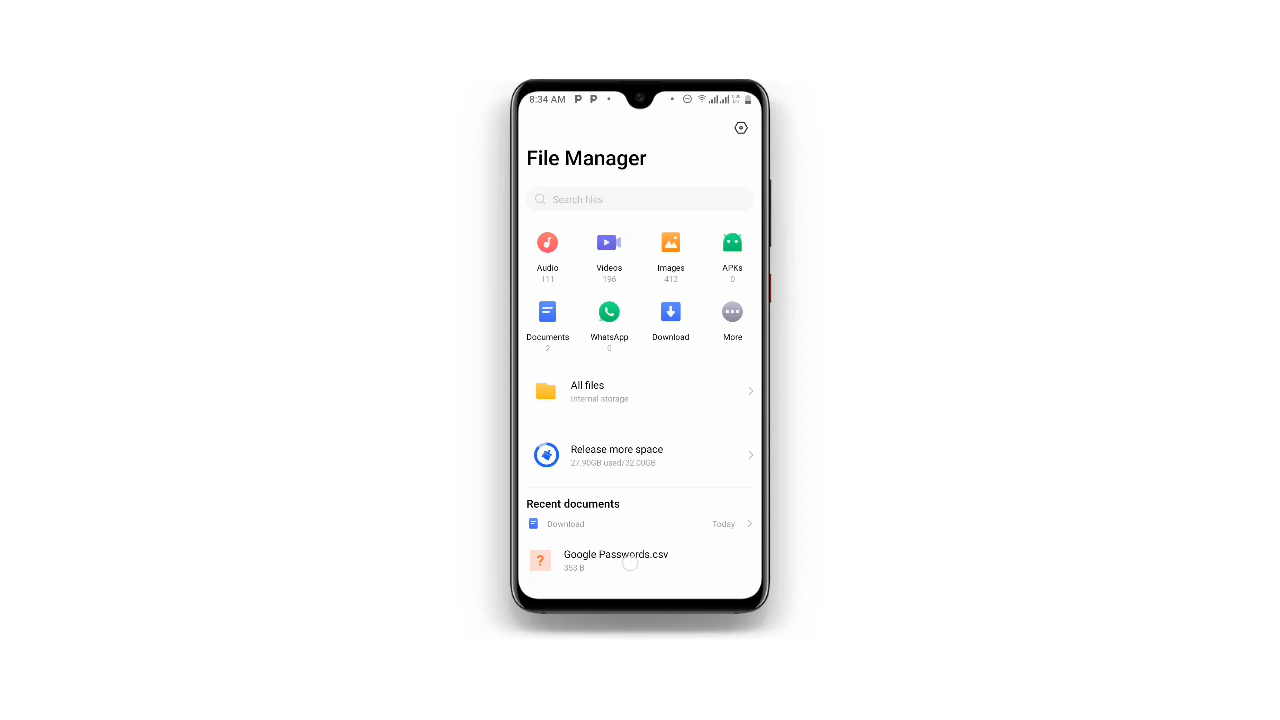 8:34 AM P P
File Manager
Search files
Audio Videos Images APKs
111 196 412 0
Documents WhatsApp Download More
2 0
All files
Internal storage
Release more space
27.90GB used/32.00GB
Recent documents
Download Today
? Google Passwords.csv
353 B